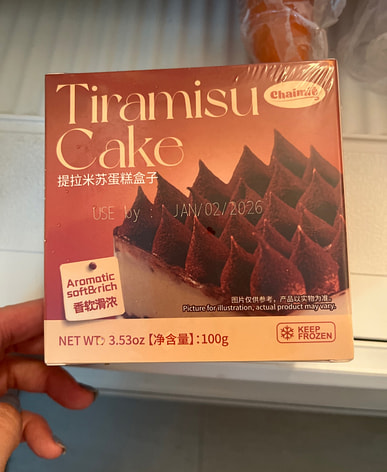 Tiramisu
Chaimit
Cake
提拉米苏蛋糕盒子
USE by : JAN/02/2026
Aromatic
soft&rich
香软滑浓
图片仅供参考，产品以实物为准。
Picture for illustration, actual product may vary.
NET WT: 3.53oz【净含量】:100g
KEEP
FROZEN